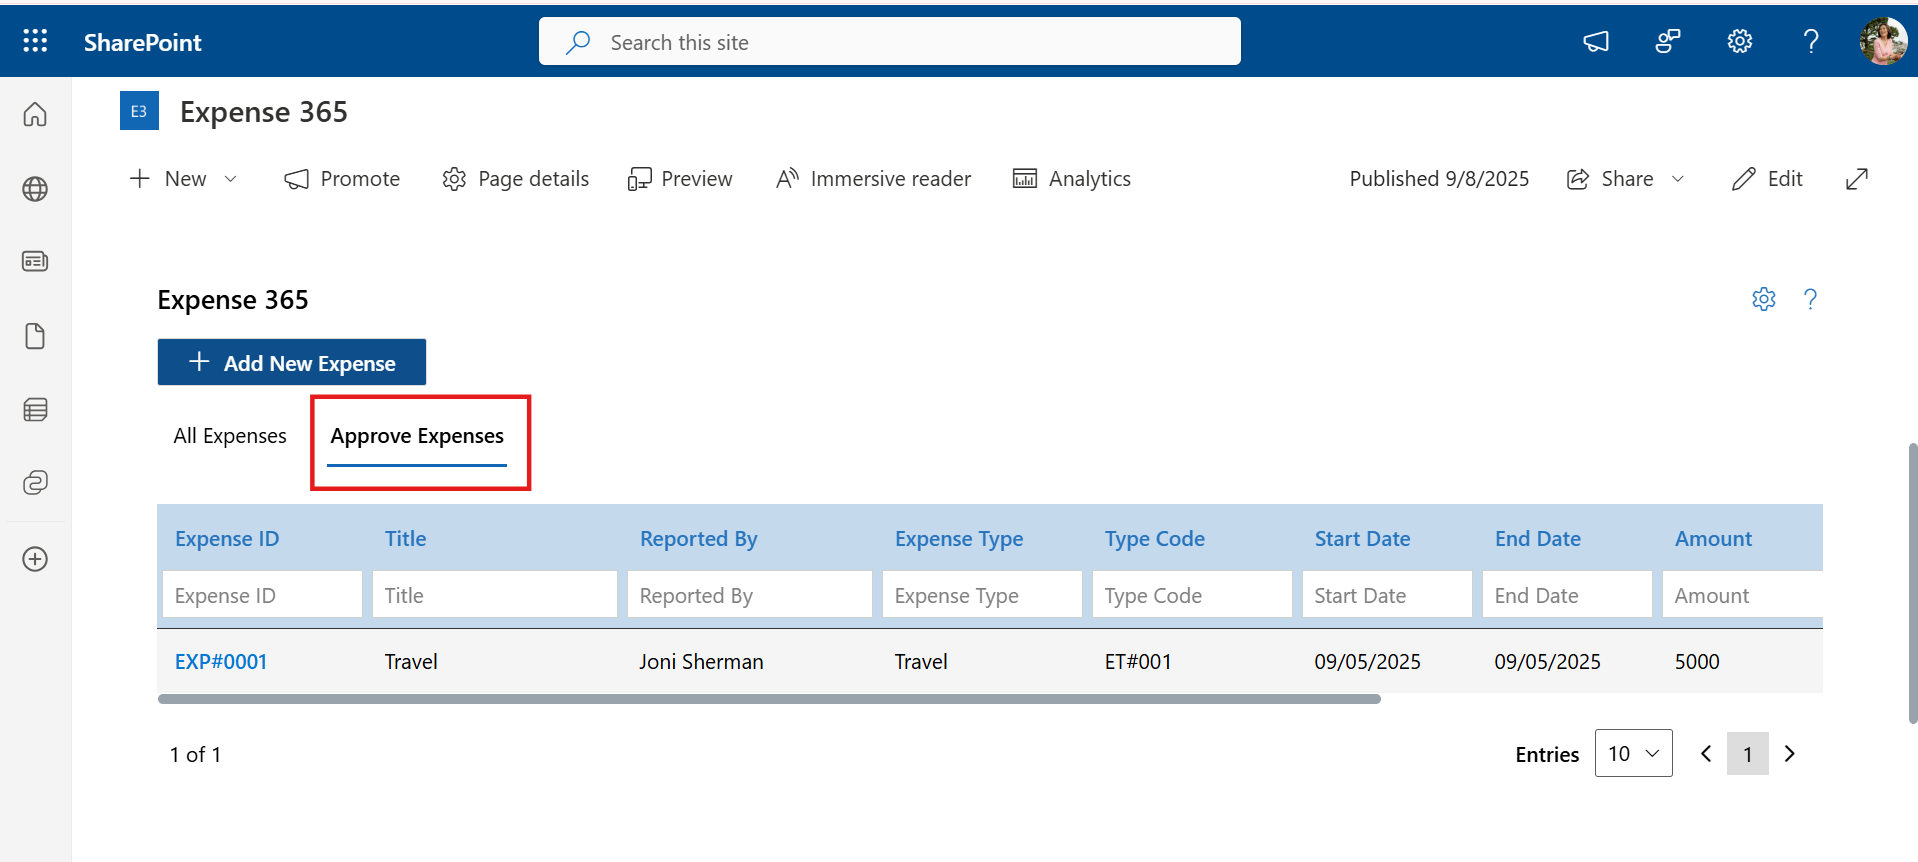 SharePoint
Search this site
?
E3
Expense 365
New
Promote
Page details
Preview
Immersive reader
Analytics
Published 9/8/2025
Share
Edit
Expense 365
?
+ Add New Expense
All Expenses
Approve Expenses
Expense ID Title Reported By Expense Type Type Code Start Date End Date Amount
Expense ID Title Reported By Expense Type Type Code Start Date End Date Amount
EXP#0001 Travel Joni Sherman Travel ET#001 09/05/2025 09/05/2025 5000
1 of 1
Entries 10 1